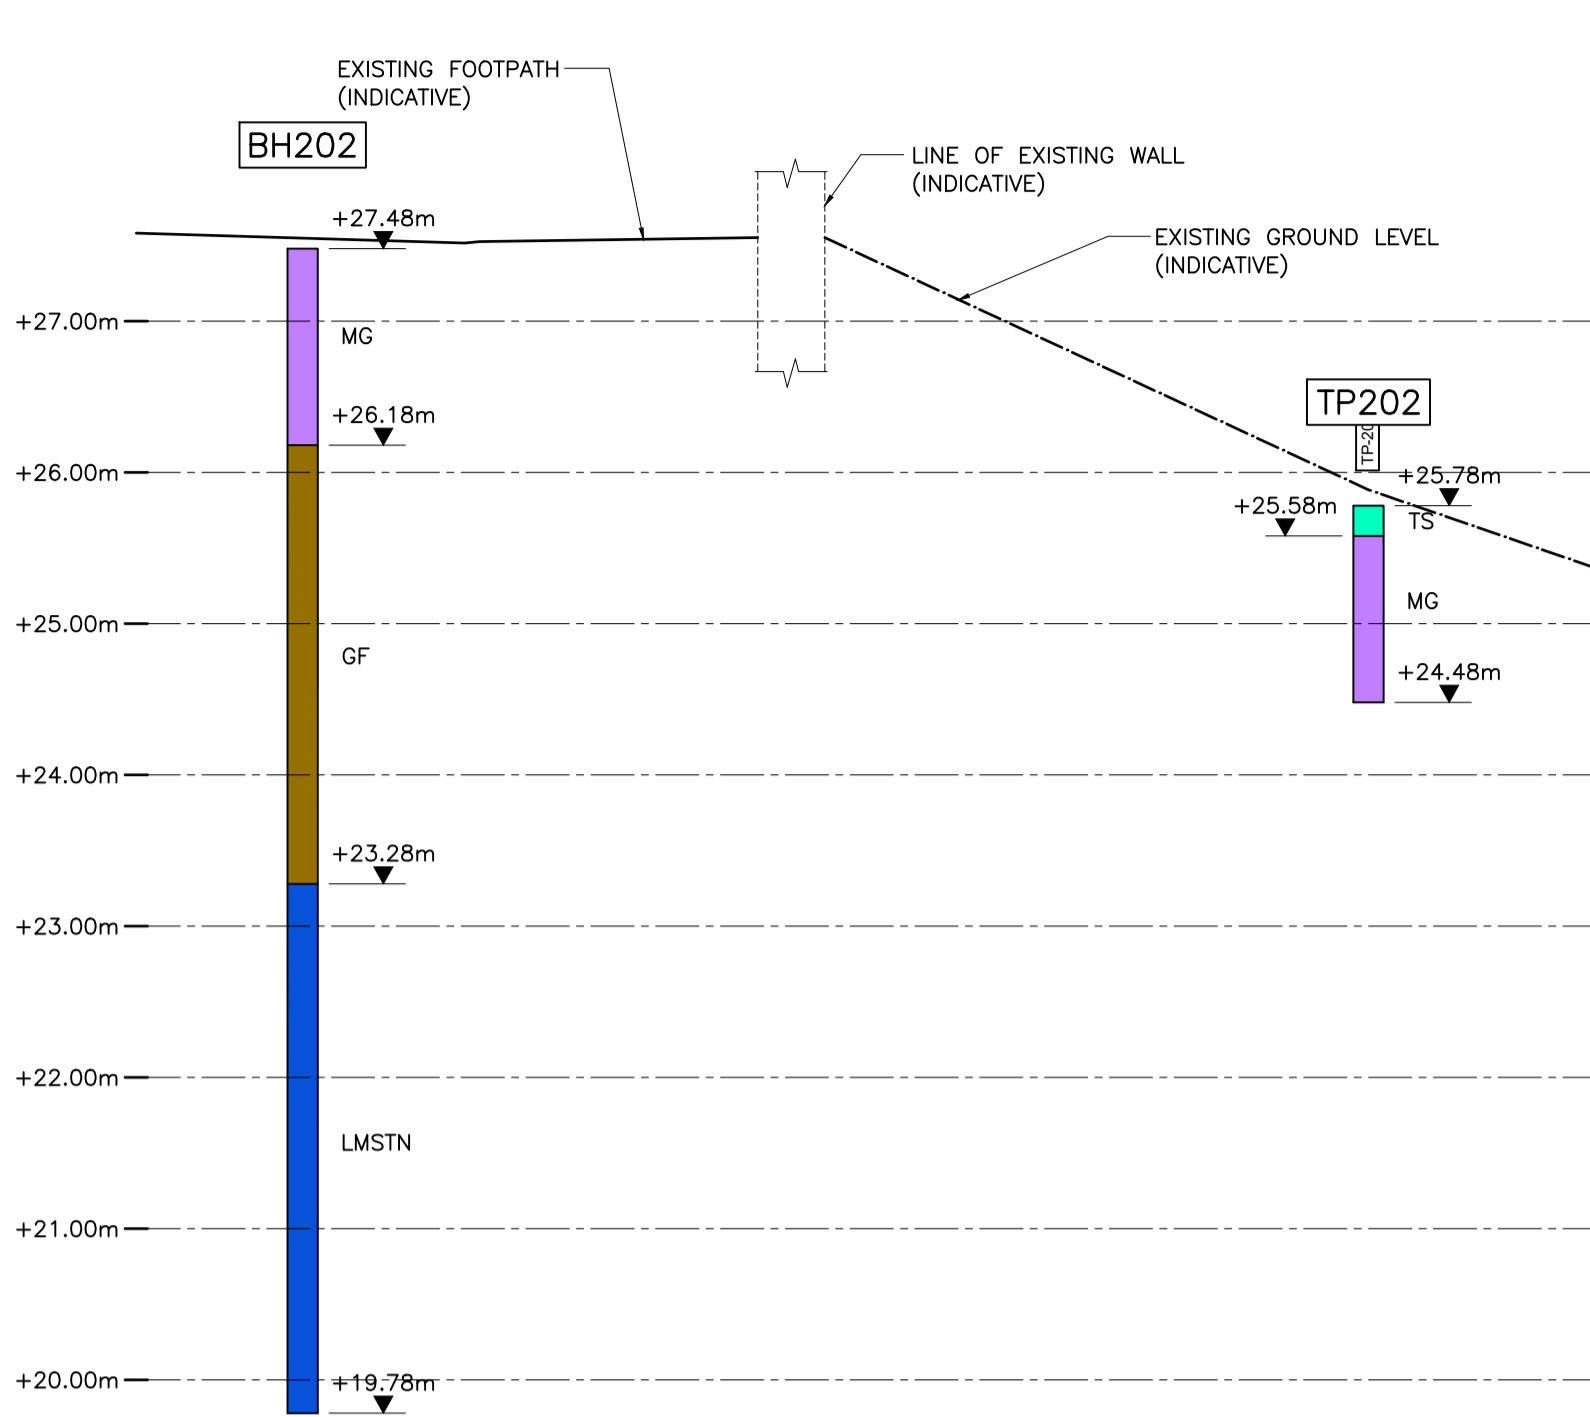 EXISTING FOOTPATH
(INDICATIVE)
BH202
LINE OF EXISTING WALL
(INDICATIVE)
+27.48m
EXISTING GROUND LEVEL
(INDICATIVE)
+27.00m
MG
TP202
+26.18m
TP-20
+26.00m
+25.78m
+25.58m
TS
MG
+25.00m
GF
+24.48m
+24.00m
+23.28m
+23.00m
+22.00m
LMSTN
+21.00m
+20.00m
+19.78m